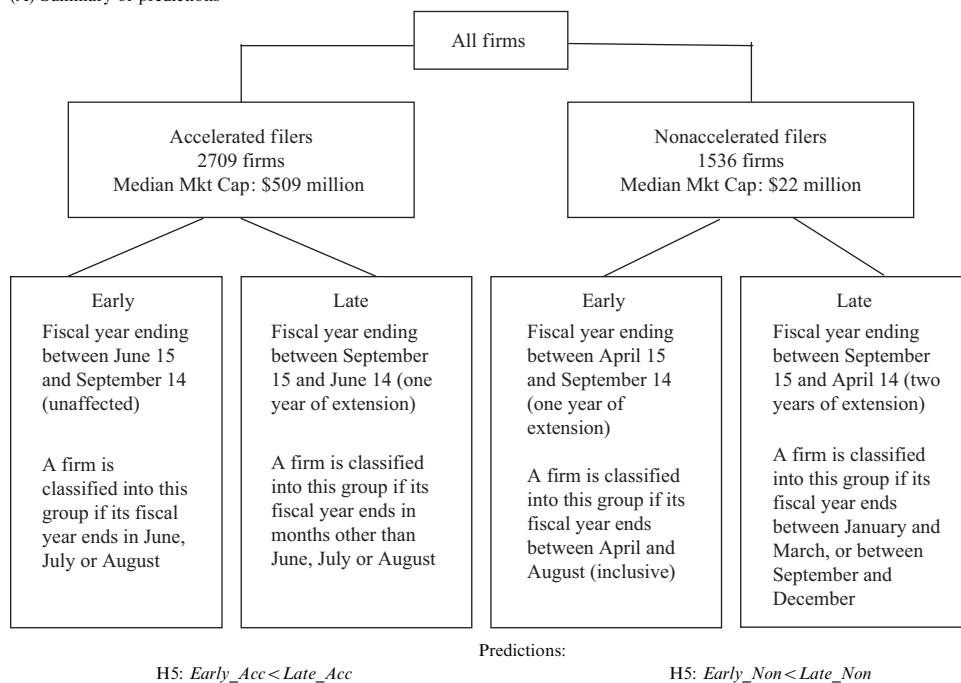 (A) Summary of predictions
All firms
Accelerated filers
2709 firms
Median Mkt Cap: $509 million
Nonaccelerated filers
1536 firms
Median Mkt Cap: $22 million
Early
Fiscal year ending
between June 15
and September 14
(unaffected)
A firm is
classified into this
group if its fiscal
year ends in June,
July or August
Late
Fiscal year ending
between September
15 and June 14 (one
year of extension)
A firm is classified
into this group if its
fiscal year ends in
months other than
June, July or August
Early
Fiscal year ending
between April 15
and September 14
(one year of
extension)
A firm is classified
into this group if its
fiscal year ends
between April and
August (inclusive)
Late
Fiscal year ending
between September
15 and April 14 (two
years of extension)
A firm is classified
into this group if its
fiscal year ends
between January and
March, or between
September and
December
Predictions:
H5: Early_Acc<Late_Acc
H5: Early_Non<Late_Non